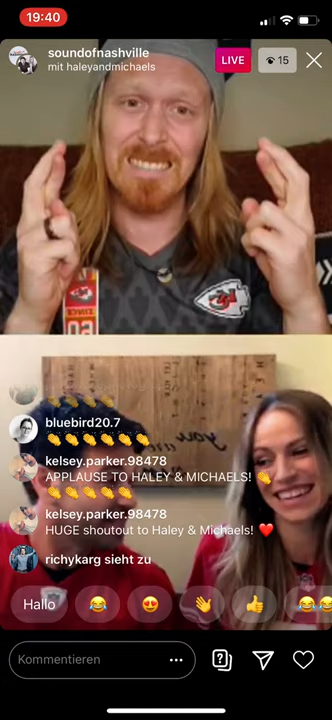 19:40
soundofnashville
mit haleyandmichaels
LIVE
15
bluebird20.7
👏👏👏👏👏👏
kelsey.parker.98478
APPLAUSE TO HALEY & MICHAELS! 👏
👏👏👏👏👏
kelsey.parker.98478
HUGE shoutout to Haley & Michaels! ❤️
richykarg sieht zu
Hallo
Kommentieren